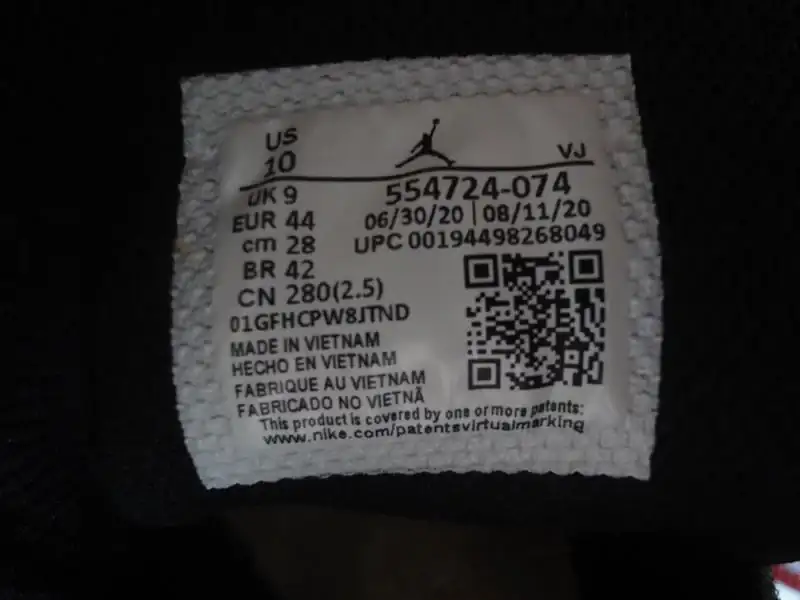 US
10
VJ
UK 9
554724-074
EUR 44
06/30/20 | 08/11/20
cm 28
UPC 00194498268049
BR 42
CN 280(2.5)
01GFHCPW8JTND
MADE IN VIETNAM
HECHO EN VIETNAM
FABRIQUE AU VIETNAM
FABRICADO NO VIETNÃ
This product is covered by one or more patents:
www.nike.com/patentsvirtualmarking